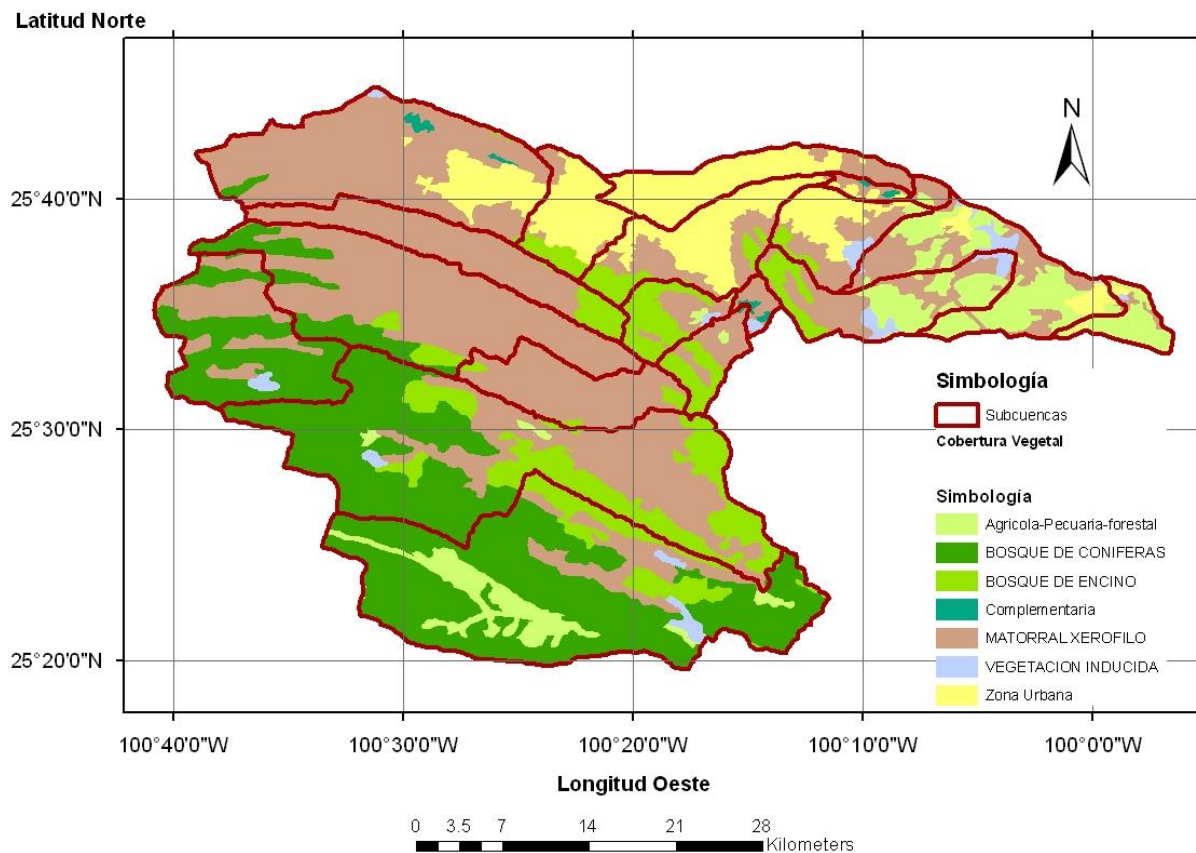 Latitud Norte
N
25°40'0"N
25°30'0"N
25°20'0"N
Simbología
Subcuencas
Cobertura Vegetal
Simbología
Agricola-Pecuaria-forestal
BOSQUE DE CONIFERAS
BOSQUE DE ENCINO
Complementaria
MATORRAL XEROFILO
VEGETACION INDUCIDA
Zona Urbana
100°40'0"W 100°30'0"W 100°20'0"W 100°10'0"W 100°0'0"W
Longitud Oeste
0 3.5 7 14 21 28
Kilometers